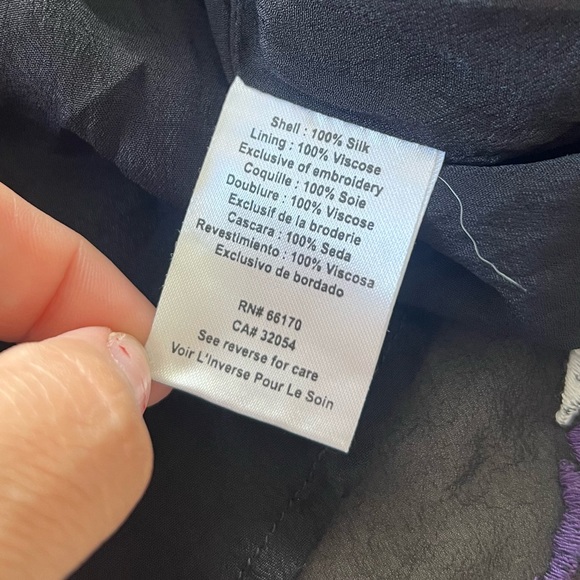 Shell : 100% Silk
Lining : 100% Viscose
Exclusive of embroidery
Coquille : 100% Soie
Doublure : 100% Viscose
Exclusif de la broderie
Cascara : 100% Seda
Revestimiento : 100% Viscosa
Exclusivo de bordado
RN# 66170
CA# 32054
See reverse for care
Voir L'Inverse Pour Le Soin